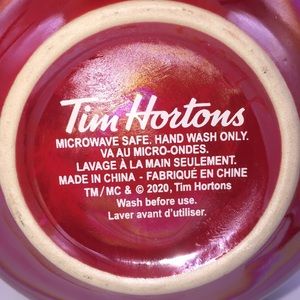 Tim Hortons
MICROWAVE SAFE. HAND WASH ONLY.
VA AU MICRO-ONDES.
LAVAGE À LA MAIN SEULEMENT.
MADE IN CHINA - FABRIQUÉ EN CHINE
TM/MC & © 2020, Tim Hortons
Wash before use.
Laver avant d'utiliser.